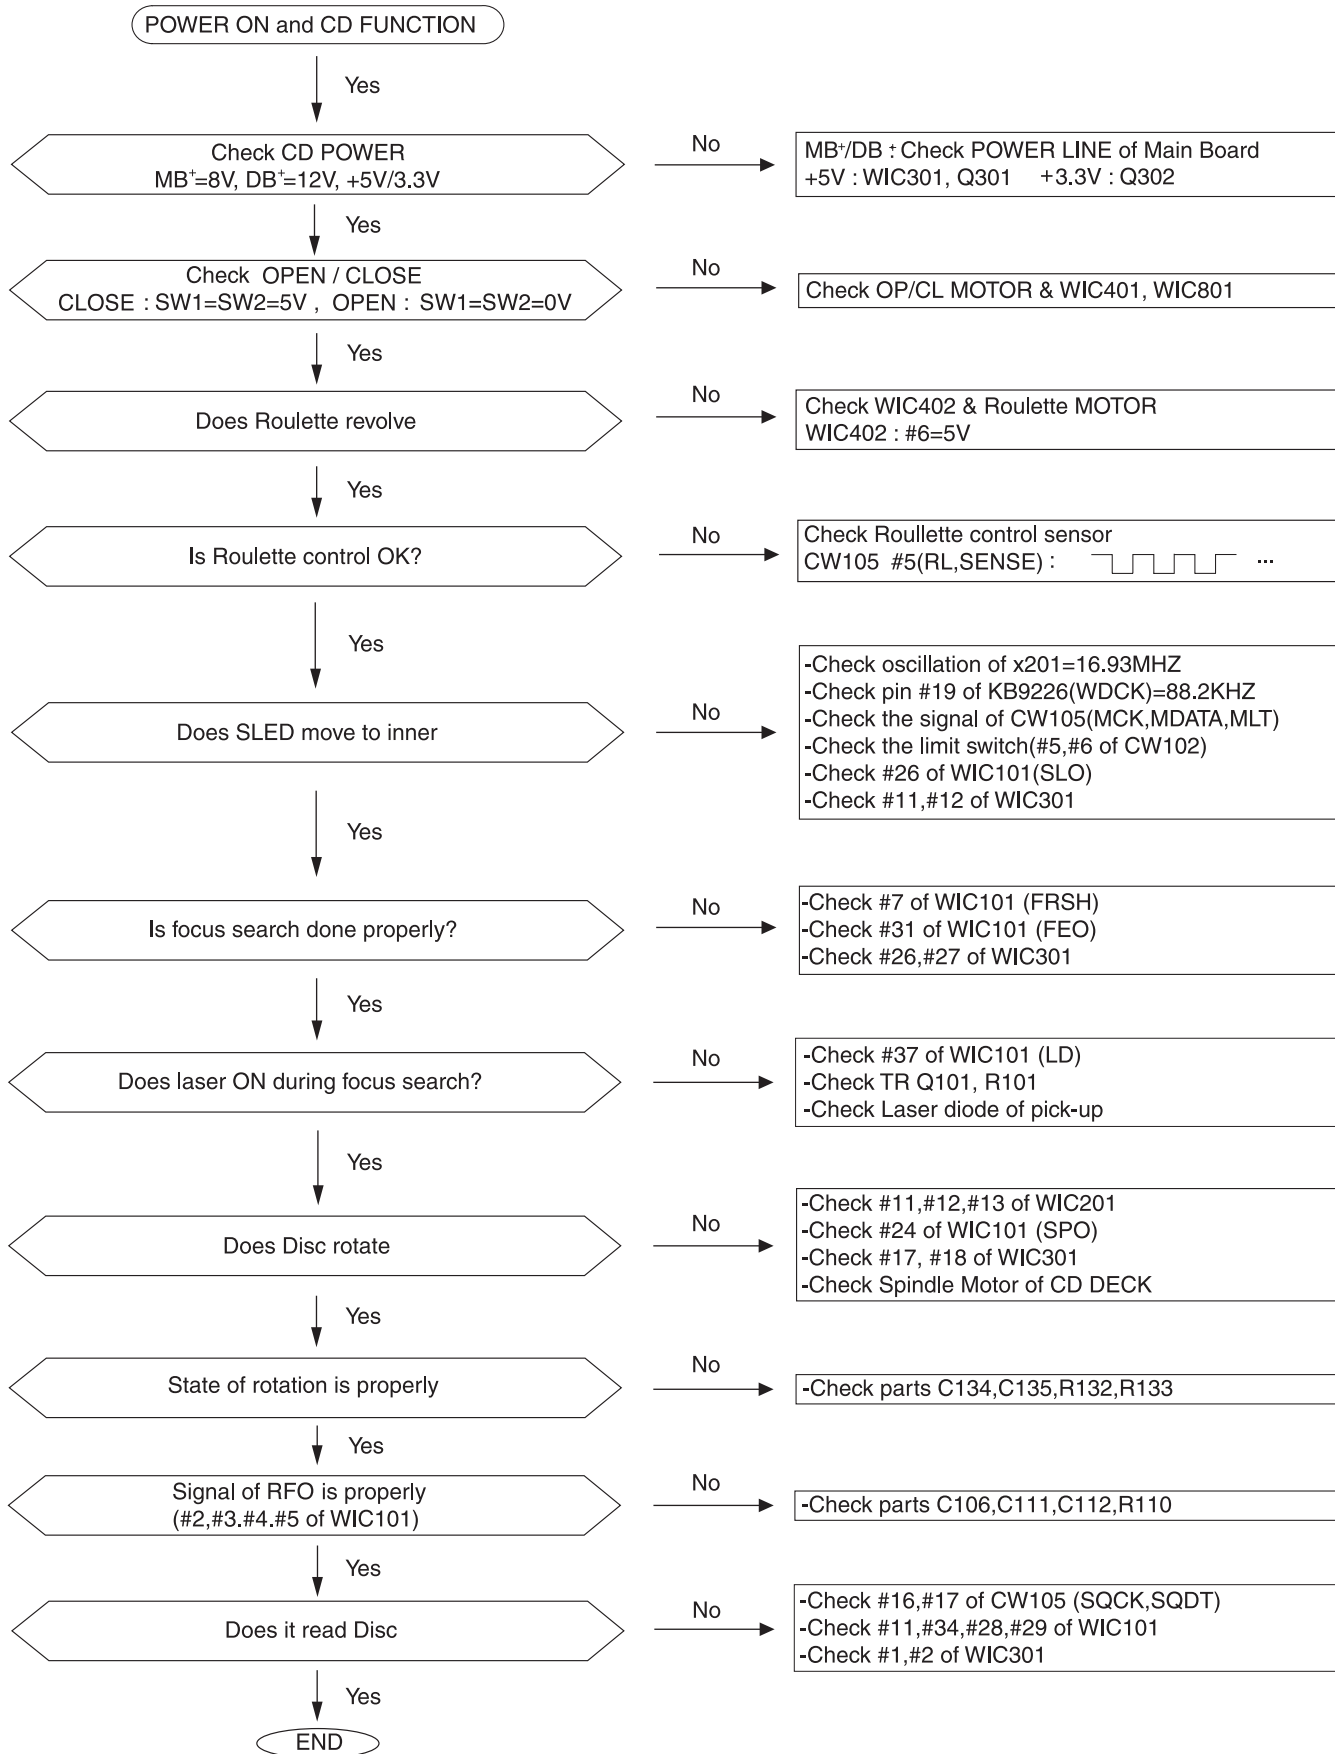 POWER ON and CD FUNCTION
Yes
Check CD POWER
MB⁺=8V, DB⁺=12V, +5V/3.3V
No
MB⁺/DB ⁺ : Check POWER LINE of Main Board
+5V : WIC301, Q301 +3.3V : Q302
Yes
Check OPEN / CLOSE
CLOSE : SW1=SW2=5V , OPEN : SW1=SW2=0V
No
Check OP/CL MOTOR & WIC401, WIC801
Yes
Does Roulette revolve
No
Check WIC402 & Roulette MOTOR
WIC402 : #6=5V
Yes
Is Roulette control OK?
No
Check Roullette control sensor
CW105 #5(RL,SENSE) : ...
Yes
Does SLED move to inner
No
-Check oscillation of x201=16.93MHZ
-Check pin #19 of KB9226(WDCK)=88.2KHZ
-Check the signal of CW105(MCK,MDATA,MLT)
-Check the limit switch(#5,#6 of CW102)
-Check #26 of WIC101(SLO)
-Check #11,#12 of WIC301
Yes
Is focus search done properly?
No
-Check #7 of WIC101 (FRSH)
-Check #31 of WIC101 (FEO)
-Check #26,#27 of WIC301
Yes
Does laser ON during focus search?
No
-Check #37 of WIC101 (LD)
-Check TR Q101, R101
-Check Laser diode of pick-up
Yes
Does Disc rotate
No
-Check #11,#12,#13 of WIC201
-Check #24 of WIC101 (SPO)
-Check #17, #18 of WIC301
-Check Spindle Motor of CD DECK
Yes
State of rotation is properly
No
-Check parts C134,C135,R132,R133
Yes
Signal of RFO is properly
(#2,#3.#4.#5 of WIC101)
No
-Check parts C106,C111,C112,R110
Yes
Does it read Disc
No
-Check #16,#17 of CW105 (SQCK,SQDT)
-Check #11,#34,#28,#29 of WIC101
-Check #1,#2 of WIC301
Yes
END